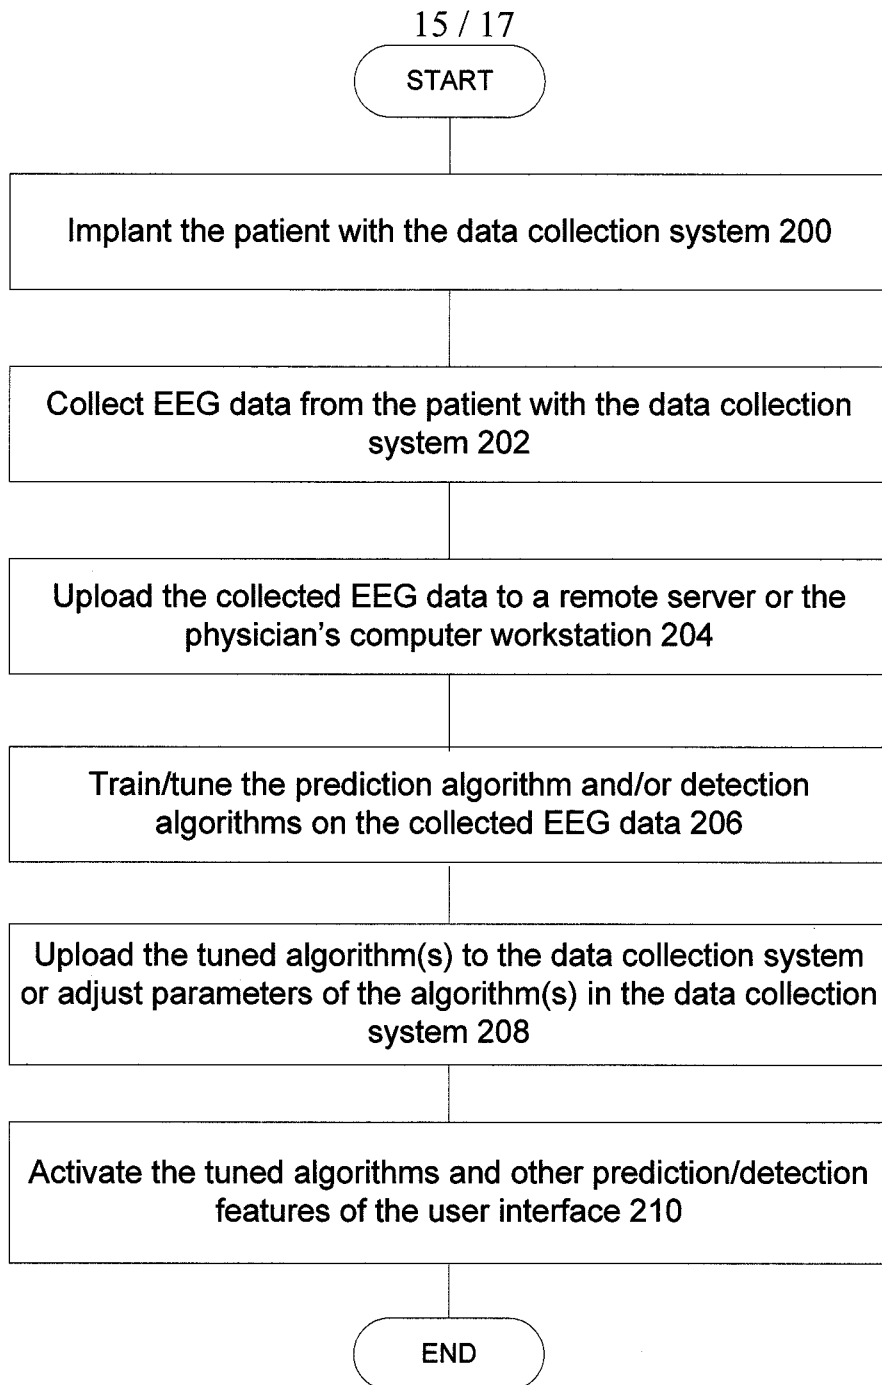 15 / 17
START
Implant the patient with the data collection system 200
Collect EEG data from the patient with the data collection
system 202
Upload the collected EEG data to a remote server or the
physician's computer workstation 204
Train/tune the prediction algorithm and/or detection
algorithms on the collected EEG data 206
Upload the tuned algorithm(s) to the data collection system
or adjust parameters of the algorithm(s) in the data collection
system 208
Activate the tuned algorithms and other prediction/detection
features of the user interface 210
END